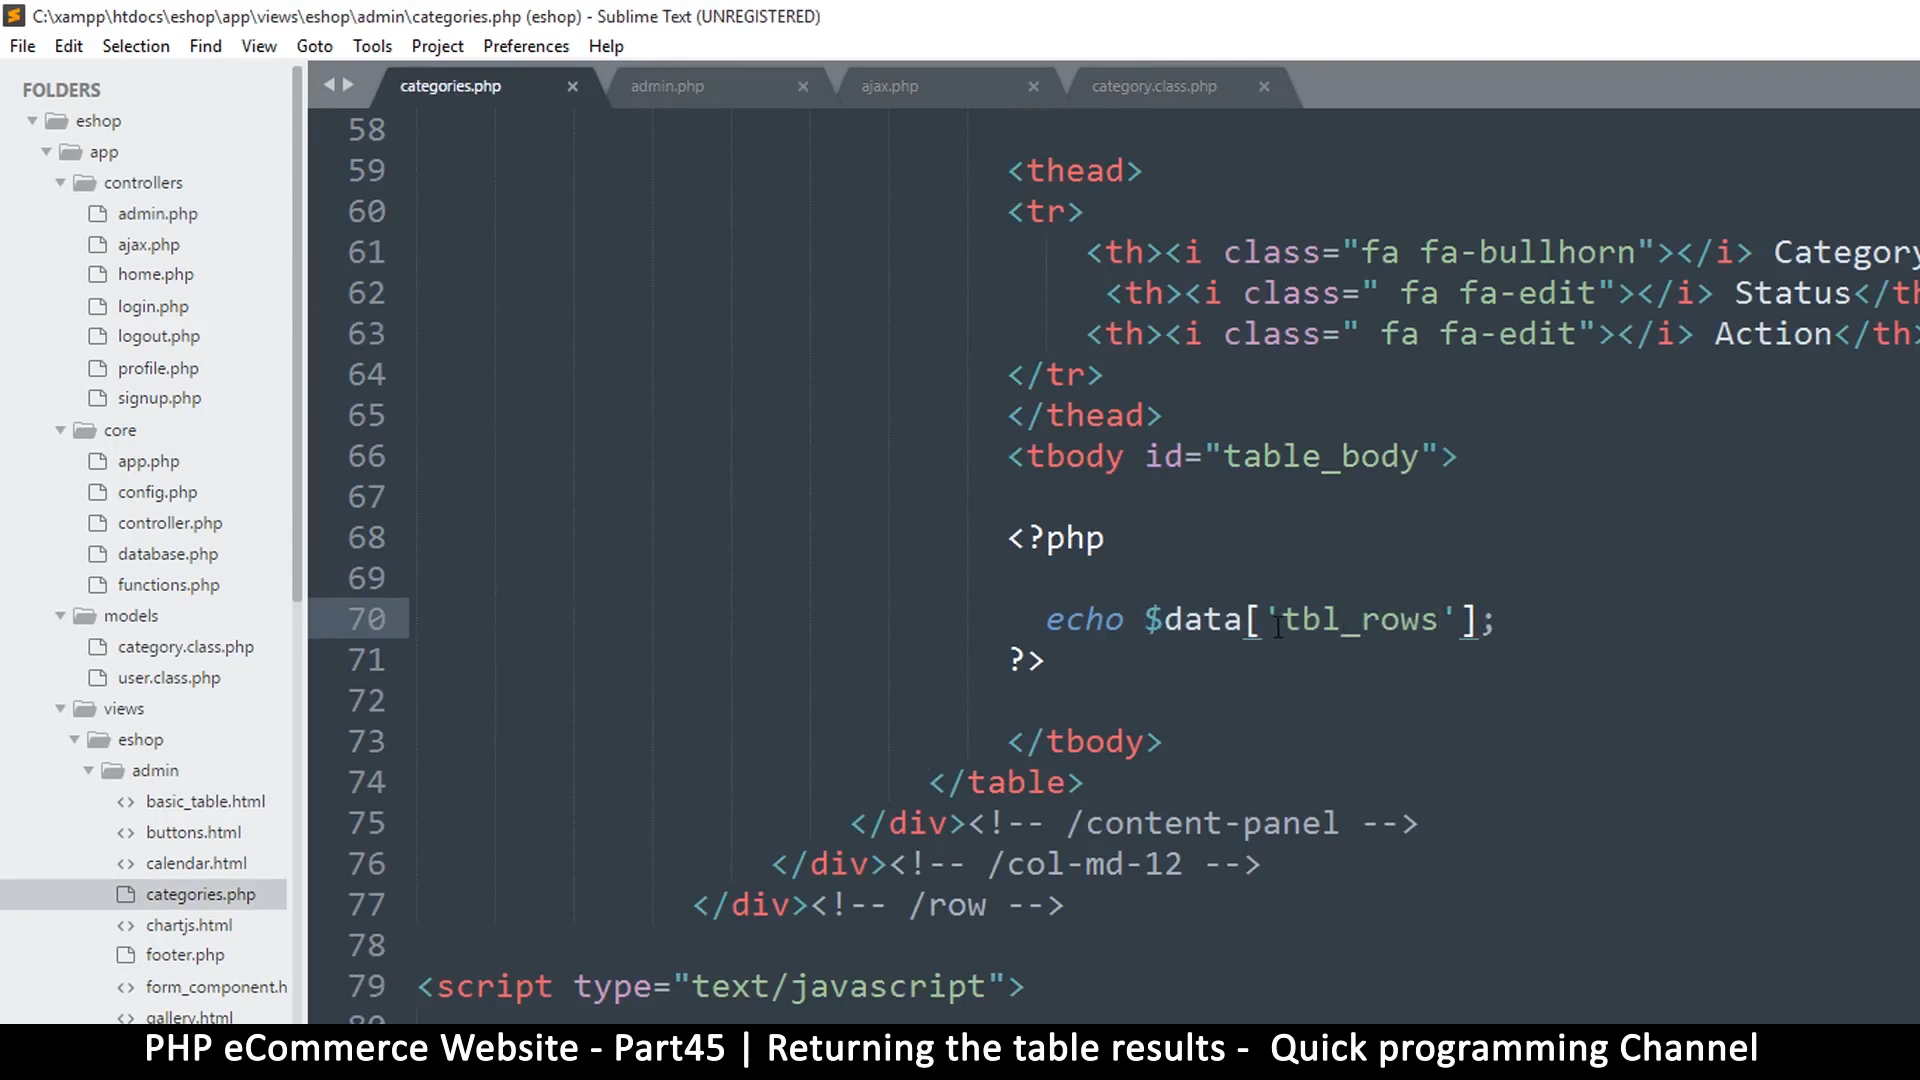 C:\xampp\htdocs\eshop\app\views\eshop\admin\categories.php (eshop) - Sublime Text (UNREGISTERED)
File Edit Selection Find View Goto Tools Project Preferences Help
FOLDERS
eshop
app
controllers
admin.php
ajax.php
home.php
login.php
logout.php
profile.php
signup.php
core
app.php
config.php
controller.php
database.php
functions.php
models
category.class.php
user.class.php
views
eshop
admin
basic_table.html
buttons.html
calendar.html
categories.php
chartjs.html
footer.php
form_component.h
gallery.html
categories.php admin.php ajax.php category.class.php
58
59 <thead>
60 <tr>
61 <th><i class="fa fa-bullhorn"></i> Category
62 <th><i class=" fa fa-edit"></i> Status</th
63 <th><i class=" fa fa-edit"></i> Action</th>
64 </tr>
65 </thead>
66 <tbody id="table_body">
67
68 <?php
69
70 echo $data['tbl_rows'];
71 ?>
72
73 </tbody>
74 </table>
75 </div><!-- /content-panel -->
76 </div><!-- /col-md-12 -->
77 </div><!-- /row -->
78
79 <script type="text/javascript">
80
PHP eCommerce Website - Part45 | Returning the table results - Quick programming Channel